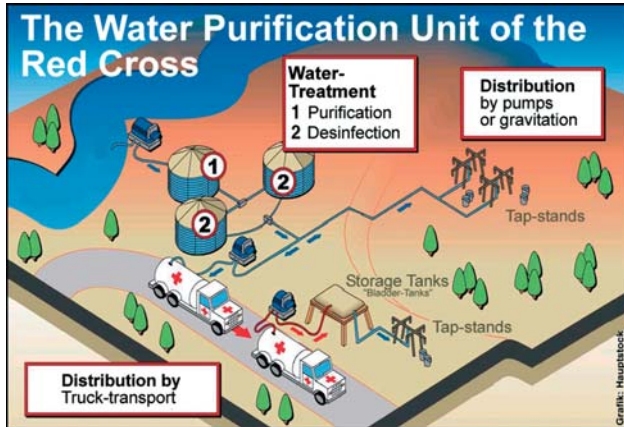 The Water Purification Unit of the
Red Cross
Water-
Treatment
1 Purification
2 Desinfection
Distribution
by pumps
or gravitation
1
2
2
Tap-stands
Storage Tanks
"Bladder-Tanks"
Tap-stands
Distribution by
Truck-transport
Grafik: Hauptstock